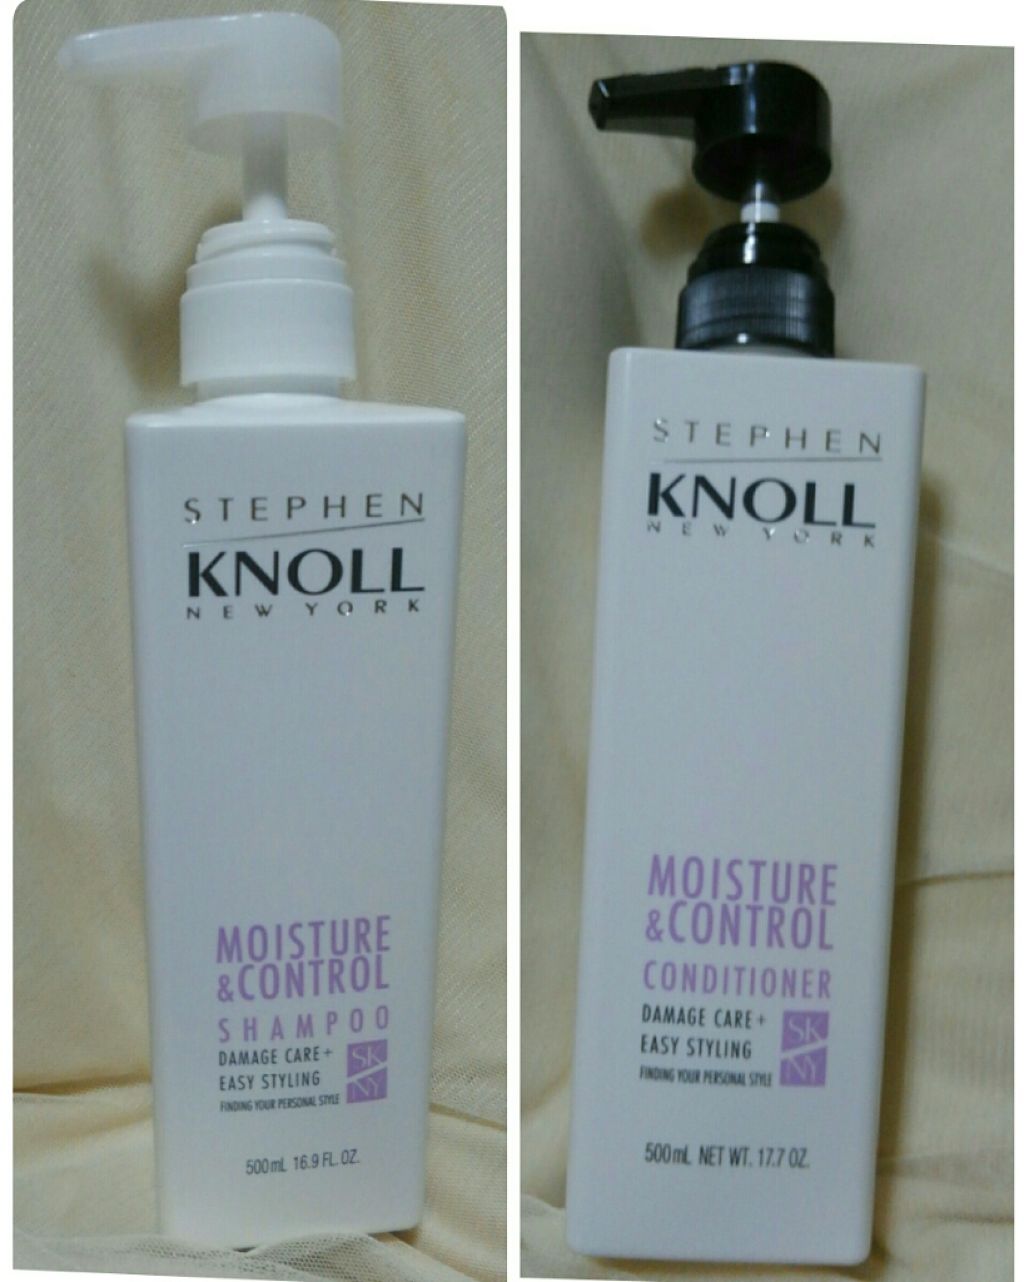 STEPHEN
KNOLL
NEW YORK
MOISTURE
&CONTROL
SHAMPOO
DAMAGE CARE+
EASY STYLING
FINDING YOUR PERSONAL STYLE
SK
NY
500mL 16.9 FL. OZ.
STEPHEN
KNOLL
NEW YORK
MOISTURE
&CONTROL
CONDITIONER
DAMAGE CARE+
EASY STYLING
FINDING YOUR PERSONAL STYLE
SK
NY
500mL NET WT. 17.7 OZ.